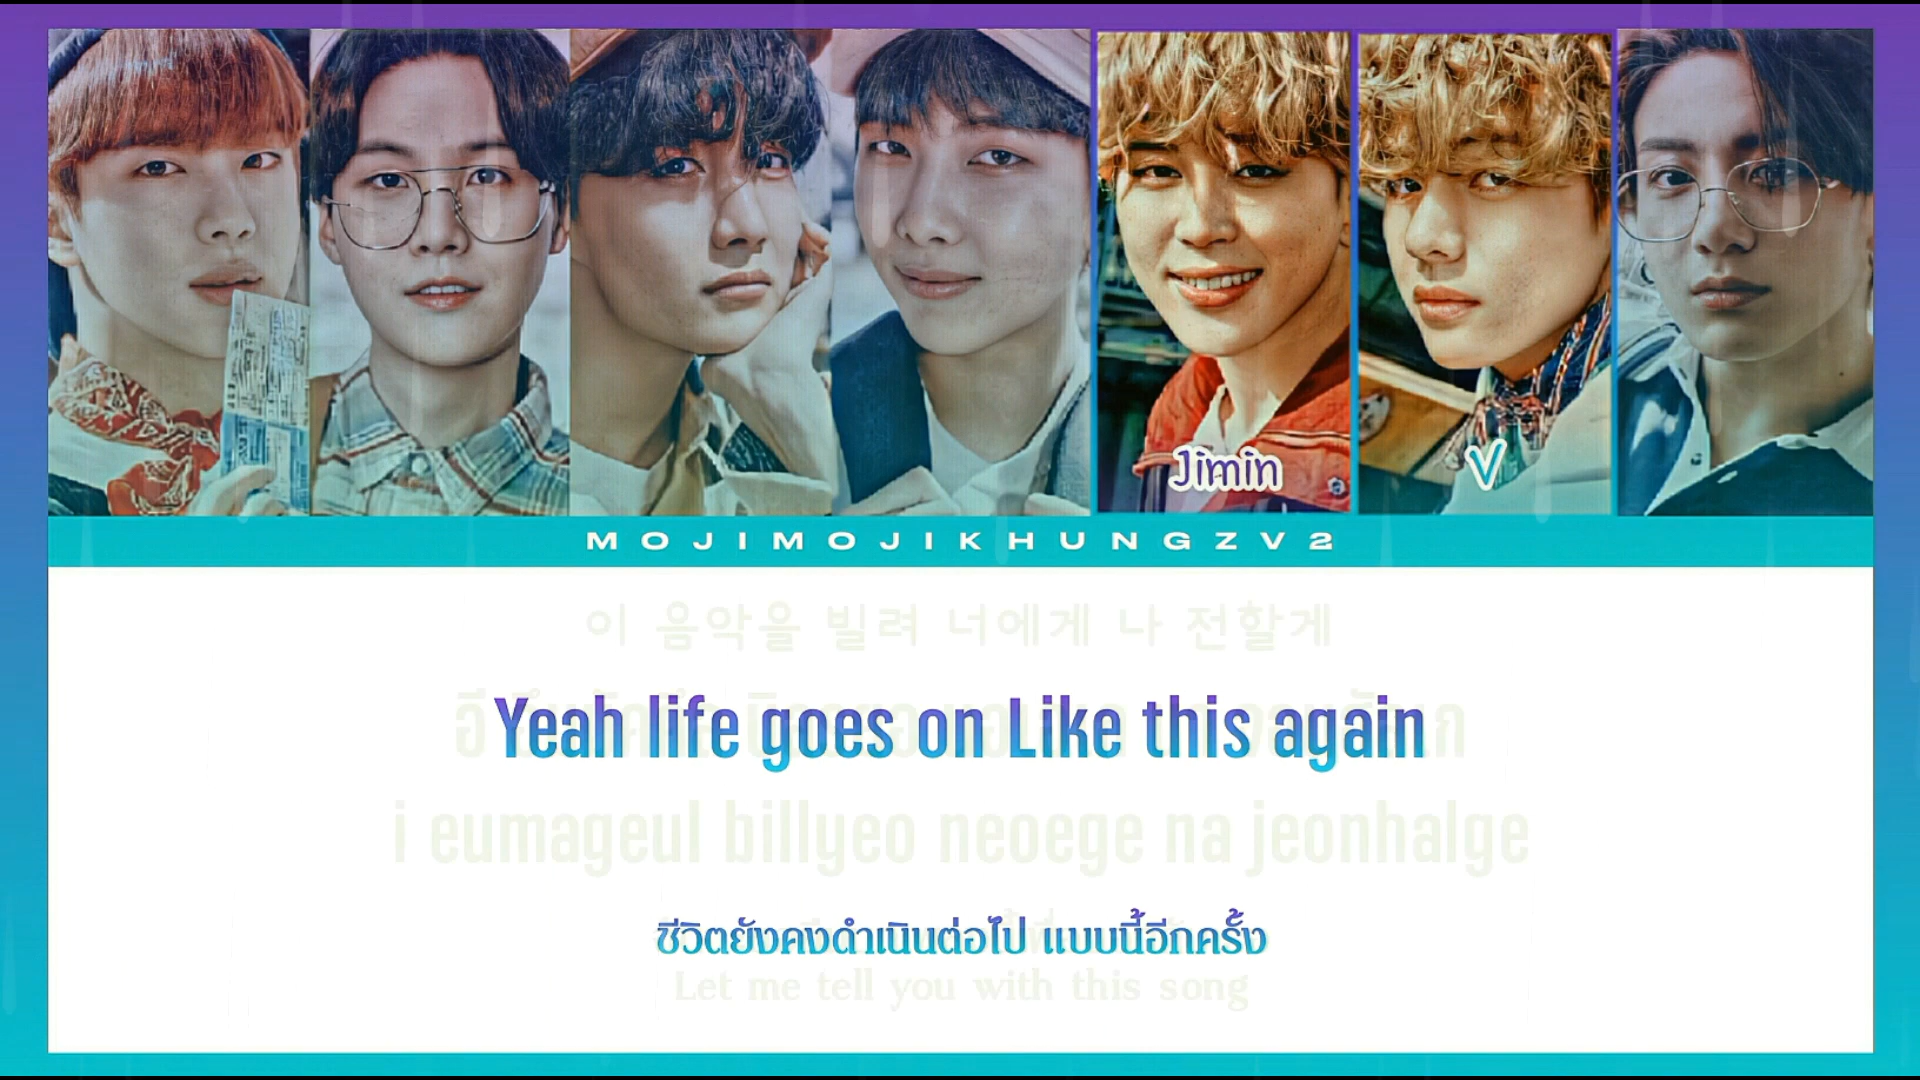 Jimin
V
MOJIMOJIKHUNGZV2
이 음악을 빌려 너에게 나 전할게
Yeah life goes on Like this again
i eumageul billyeo neoege na jeonhalge
ชีวิตยังคงดำเนินต่อไป แบบนี้อีกครั้ง
Let me tell you with this song